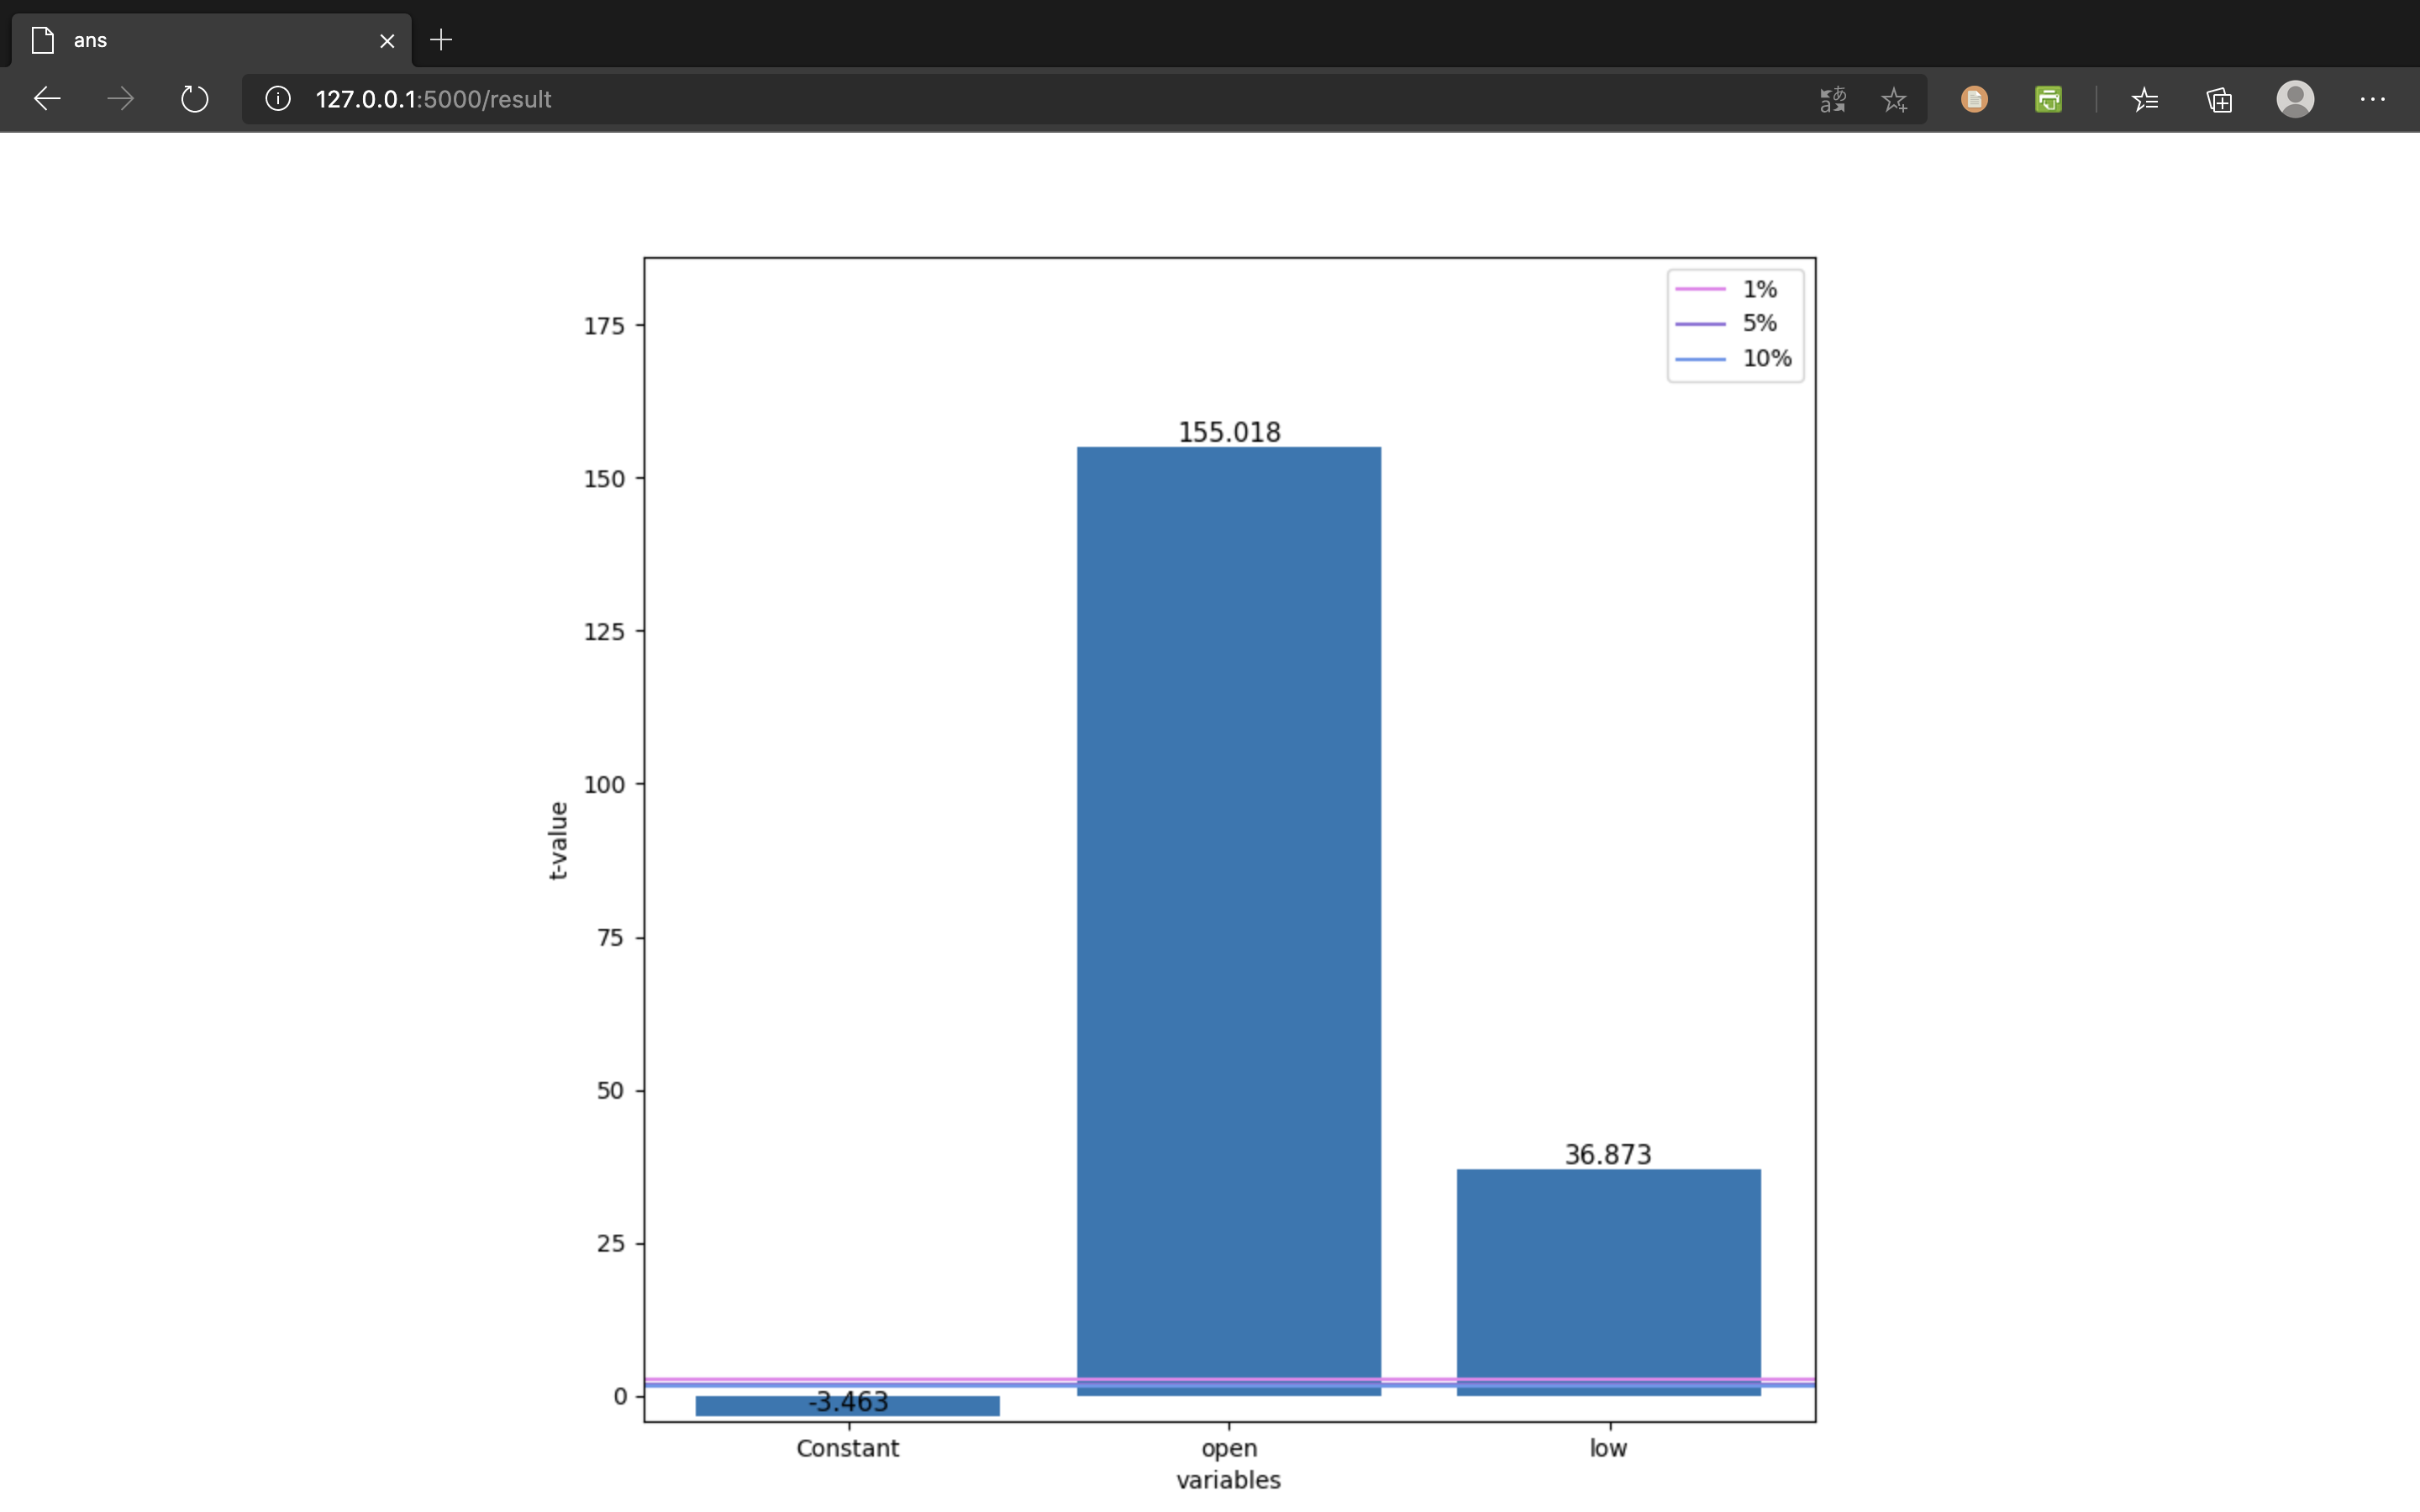 ans
127.0.0.1:5000/result
1%
5%
10%
175
150
125
100
75
50
25
0
t-value
155.018
36.873
-3.463
Constant
open
low
variables